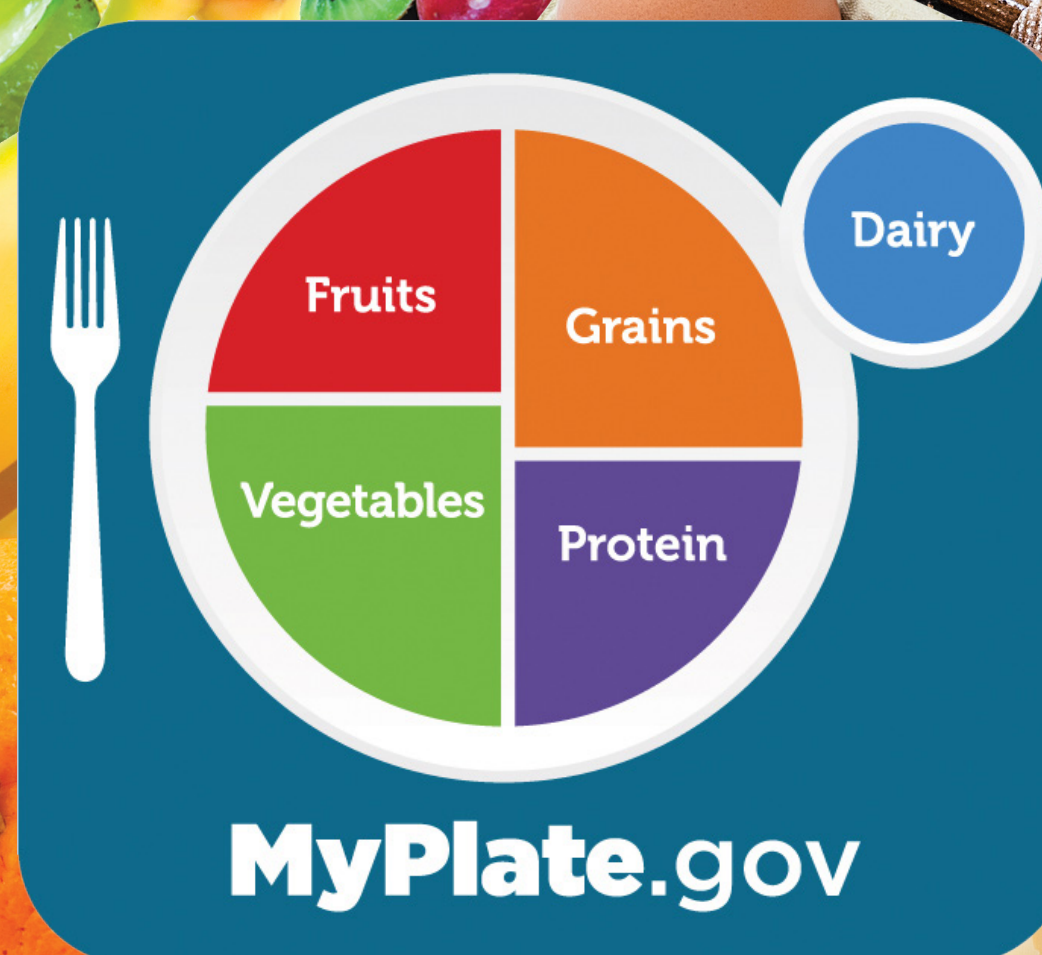 Fruits
Grains
Dairy
Vegetables
Protein
MyPlate.gov